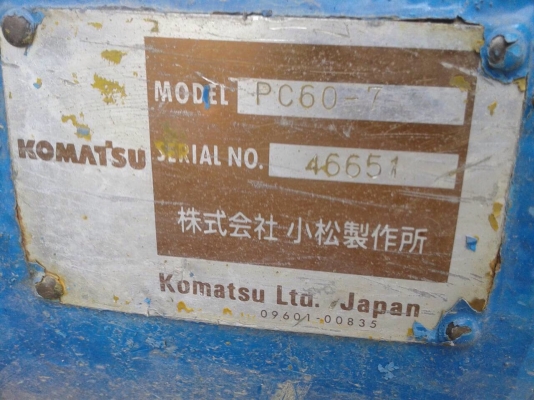 MODEL PC60-7
KOMATSU
SERIAL NO. 46651
株式会社 小松製作所
Komatsu Ltd. Japan
09601-00835